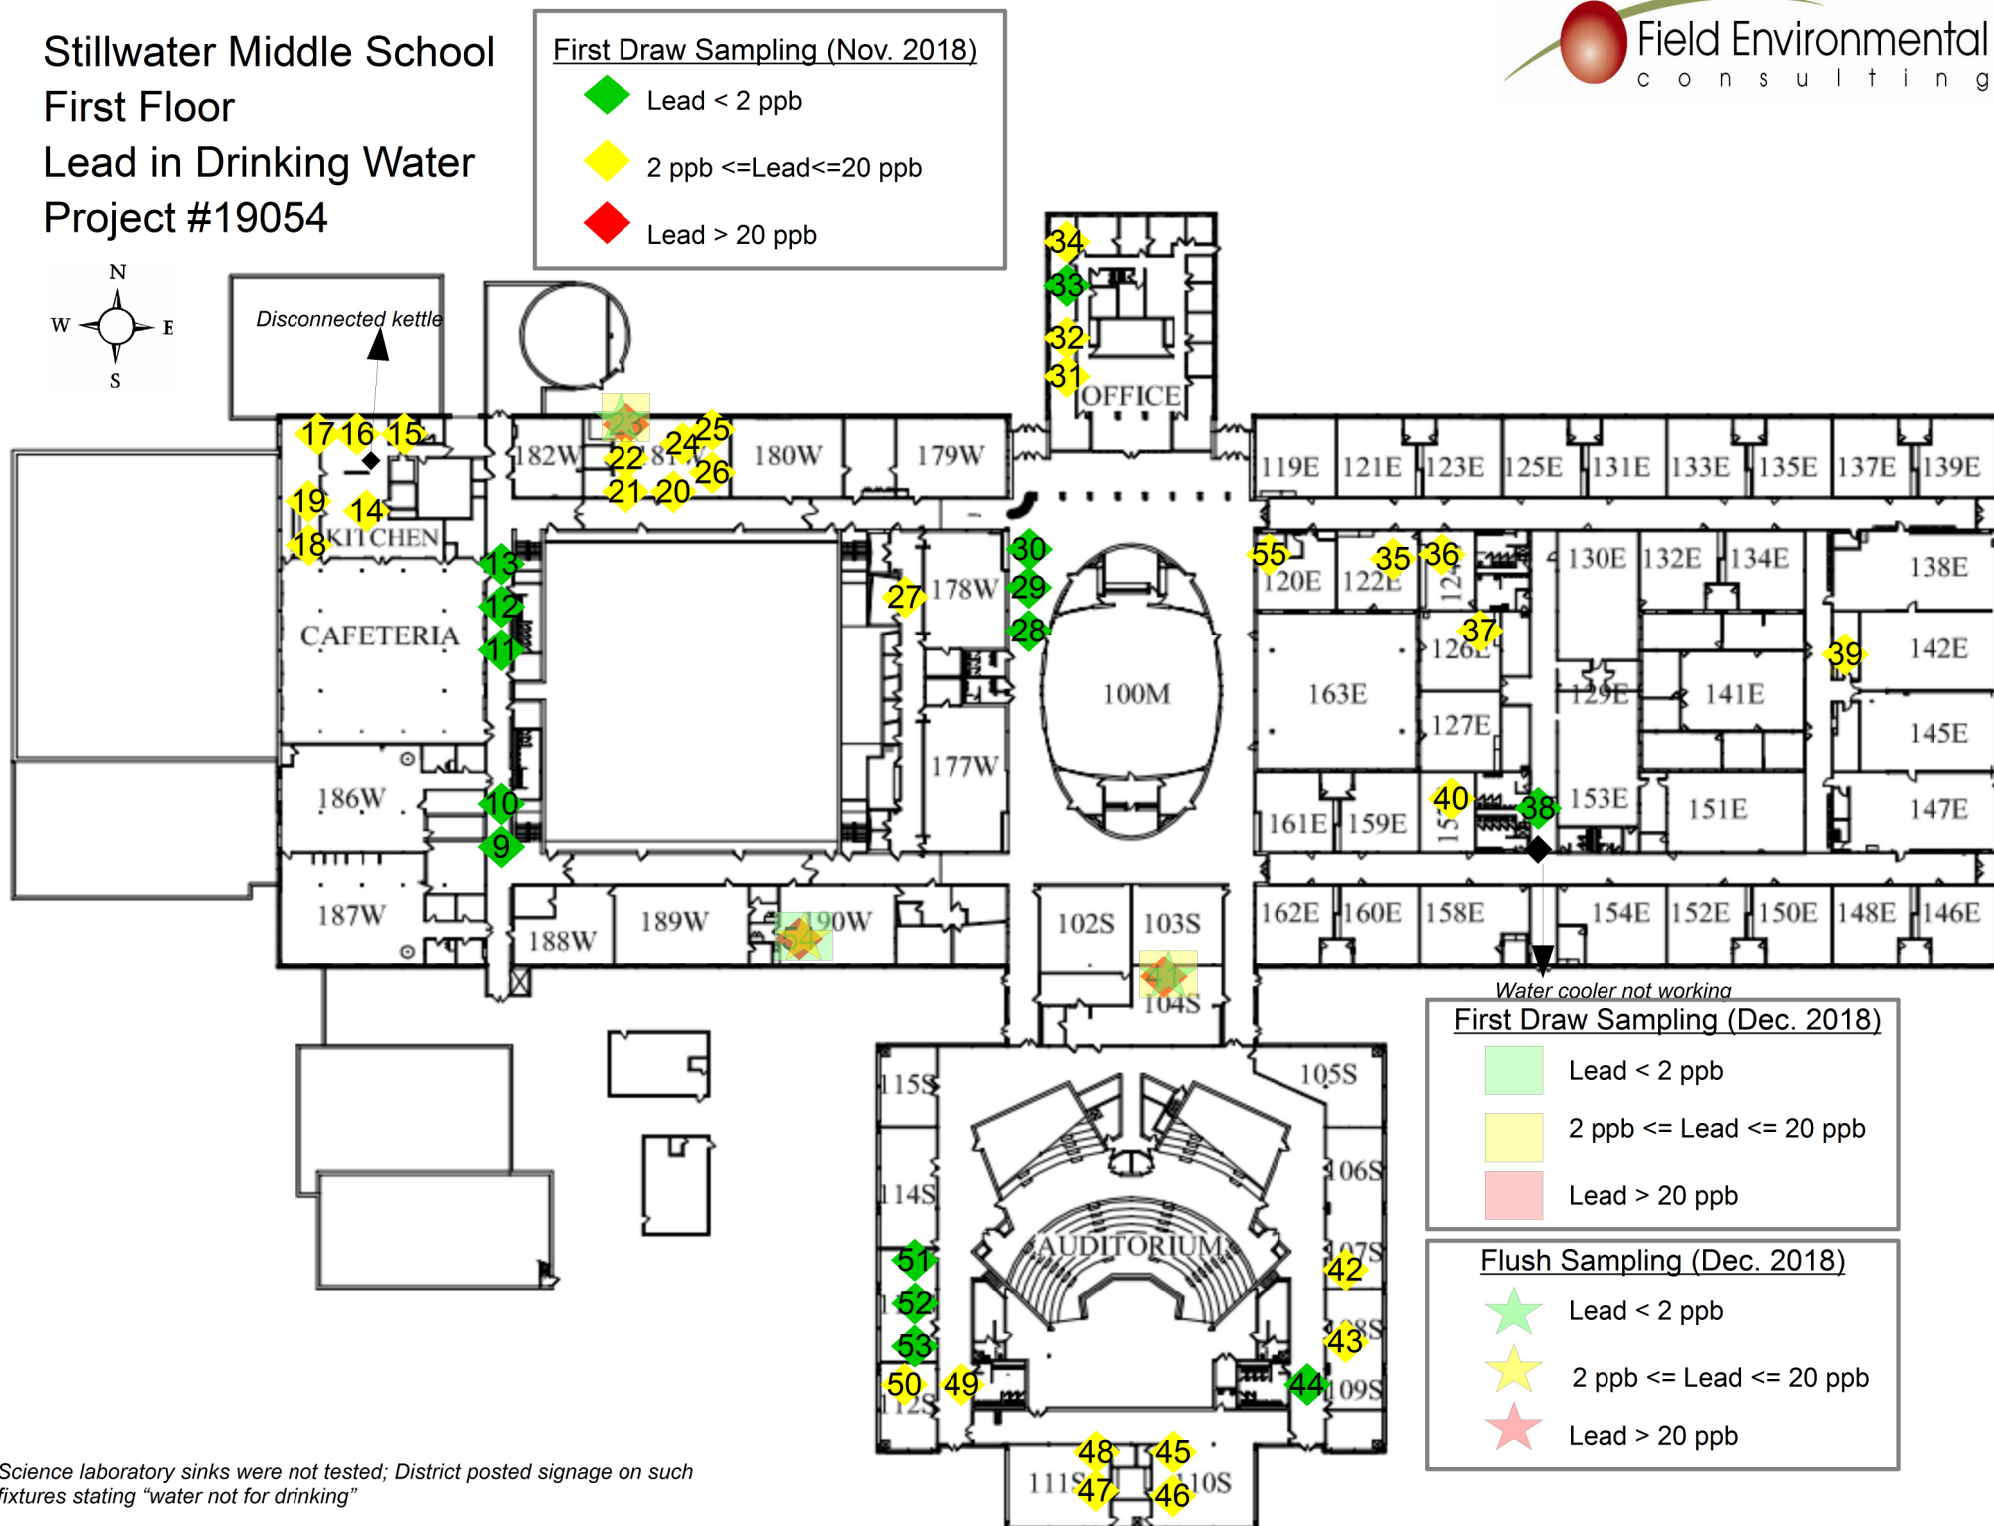 Stillwater Middle School
First Floor
Lead in Drinking Water
Project #19054
First Draw Sampling (Nov. 2018)
Lead < 2 ppb
2 ppb <=Lead<=20 ppb
Lead > 20 ppb
Field Environmental
consulting
N
W E
S
Disconnected kettle
34
33
32
31
OFFICE
17 16 15
19
14
18
KITCHEN
13
12
11
CAFETERIA
10
9
182W
23
25
24
22
26
21 20
180W
179W
27
178W
30
29
28
100M
177W
186W
187W
188W
189W
54
190W
102S
103S
41
104S
119E 121E 123E 125E 131E 133E 135E 137E 139E
55
120E
35
122E
36
130E 132E 134E
138E
37
126E
39
142E
163E
129E
141E
127E
145E
40
38
153E
151E
147E
161E 159E
162E 160E 158E 154E 152E 150E 148E 146E
Water cooler not working
First Draw Sampling (Dec. 2018)
Lead < 2 ppb
2 ppb <= Lead <= 20 ppb
Lead > 20 ppb
Flush Sampling (Dec. 2018)
Lead < 2 ppb
2 ppb <= Lead <= 20 ppb
Lead > 20 ppb
115S
105S
114S
106S
AUDITORIUM
107S
51
42
52
53
43
50
49
44
109S
112S
48
45
111S
47
46
110S
Science laboratory sinks were not tested; District posted signage on such
fixtures stating “water not for drinking”